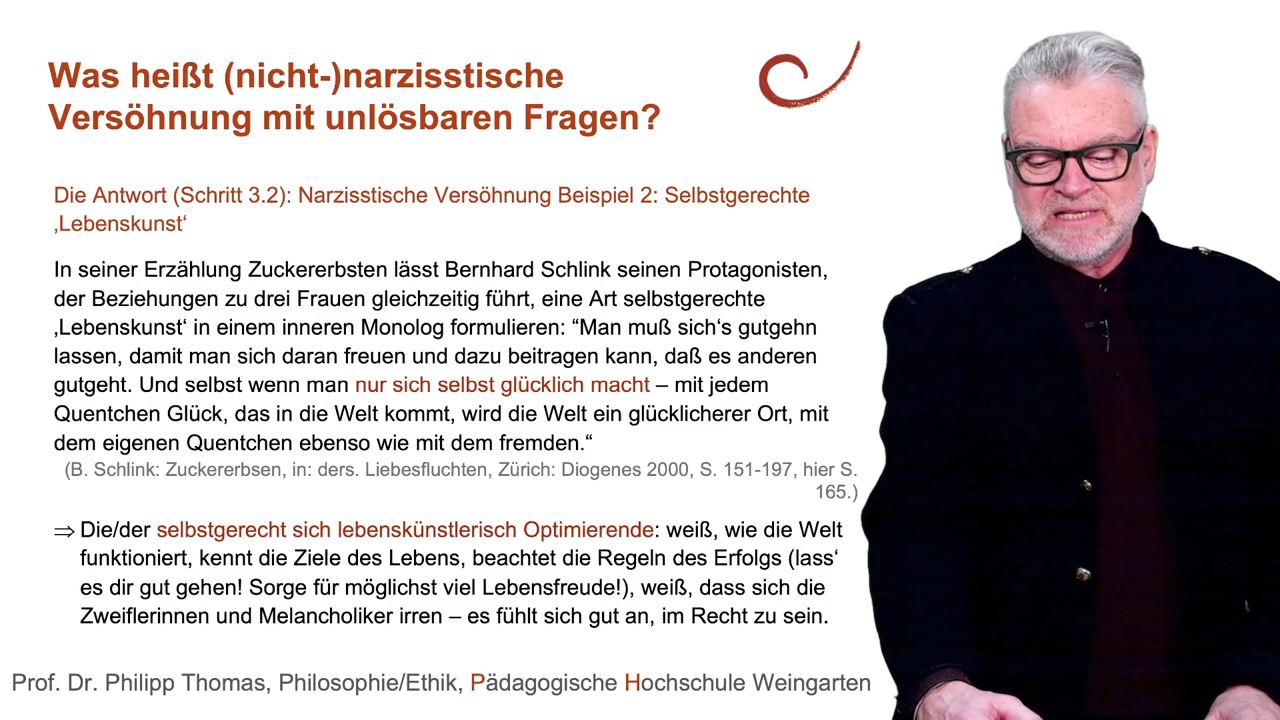 Was heißt (nicht-)narzisstische
Versöhnung mit unlösbaren Fragen?
Die Antwort (Schritt 3.2): Narzisstische Versöhnung Beispiel 2: Selbstgerechte
‚Lebenskunst‘
In seiner Erzählung Zuckererbsten lässt Bernhard Schlink seinen Protagonisten,
der Beziehungen zu drei Frauen gleichzeitig führt, eine Art selbstgerechte
‚Lebenskunst‘ in einem inneren Monolog formulieren: “Man muß sich‘s gutgehn
lassen, damit man sich daran freuen und dazu beitragen kann, daß es anderen
gutgeht. Und selbst wenn man nur sich selbst glücklich macht – mit jedem
Quentchen Glück, das in die Welt kommt, wird die Welt ein glücklicherer Ort, mit
dem eigenen Quentchen ebenso wie mit dem fremden.“
(B. Schlink: Zuckererbsen, in: ders. Liebesfluchten, Zürich: Diogenes 2000, S. 151-197, hier S.
165.)
⇒ Die/der selbstgerecht sich lebenskünstlerisch Optimierende: weiß, wie die Welt
funktioniert, kennt die Ziele des Lebens, beachtet die Regeln des Erfolgs (lass‘
es dir gut gehen! Sorge für möglichst viel Lebensfreude!), weiß, dass sich die
Zweiflerinnen und Melancholiker irren – es fühlt sich gut an, im Recht zu sein.
Prof. Dr. Philipp Thomas, Philosophie/Ethik, Pädagogische Hochschule Weingarten